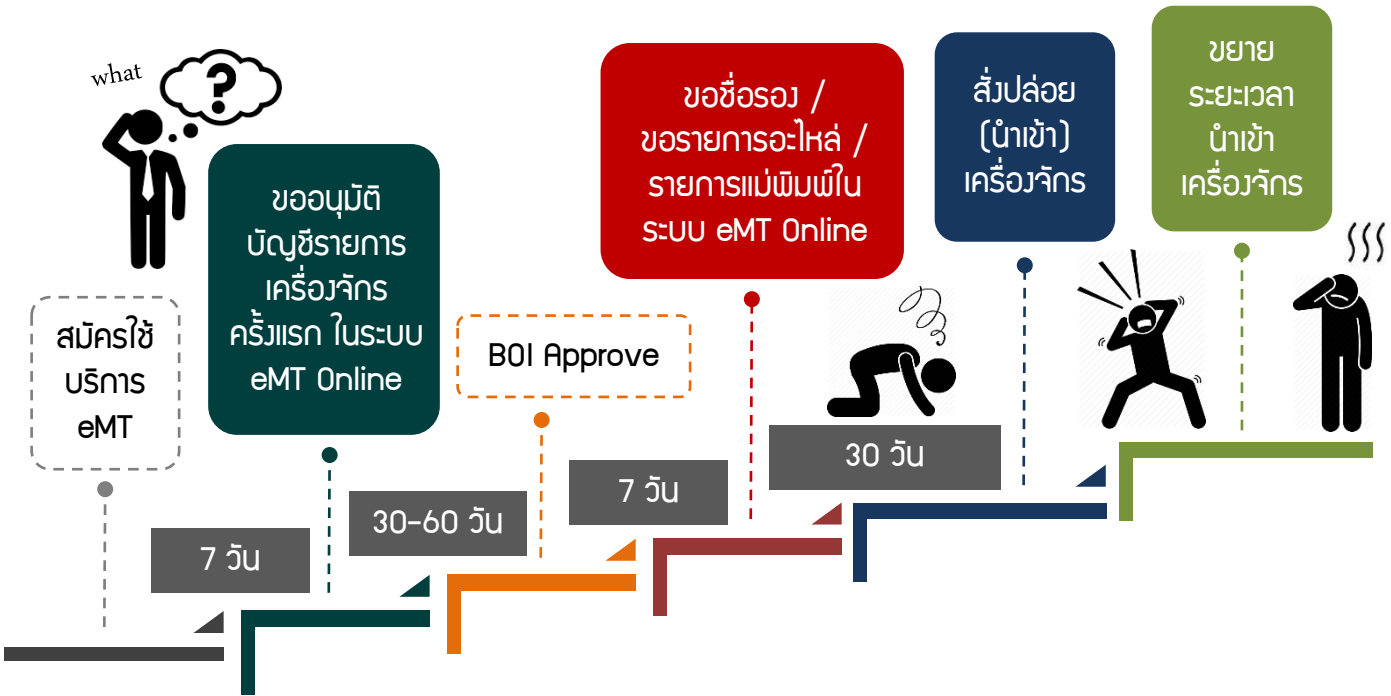 what
?
สมัครใช้
บริการ
eMT
7 วัน
ขออนุมัติ
บัญชีรายการ
เครื่องจักร
ครั้งแรก ในระบบ
eMT Online
30-60 วัน
BOI Approve
7 วัน
ขอชื่อรอง /
ขอรายการอะไหล่ /
รายการแม่พิมพ์ใน
ระบบ eMT Online
30 วัน
สั่งปล่อย
(นำเข้า)
เครื่องจักร
ขยาย
ระยะเวลา
นำเข้า
เครื่องจักร